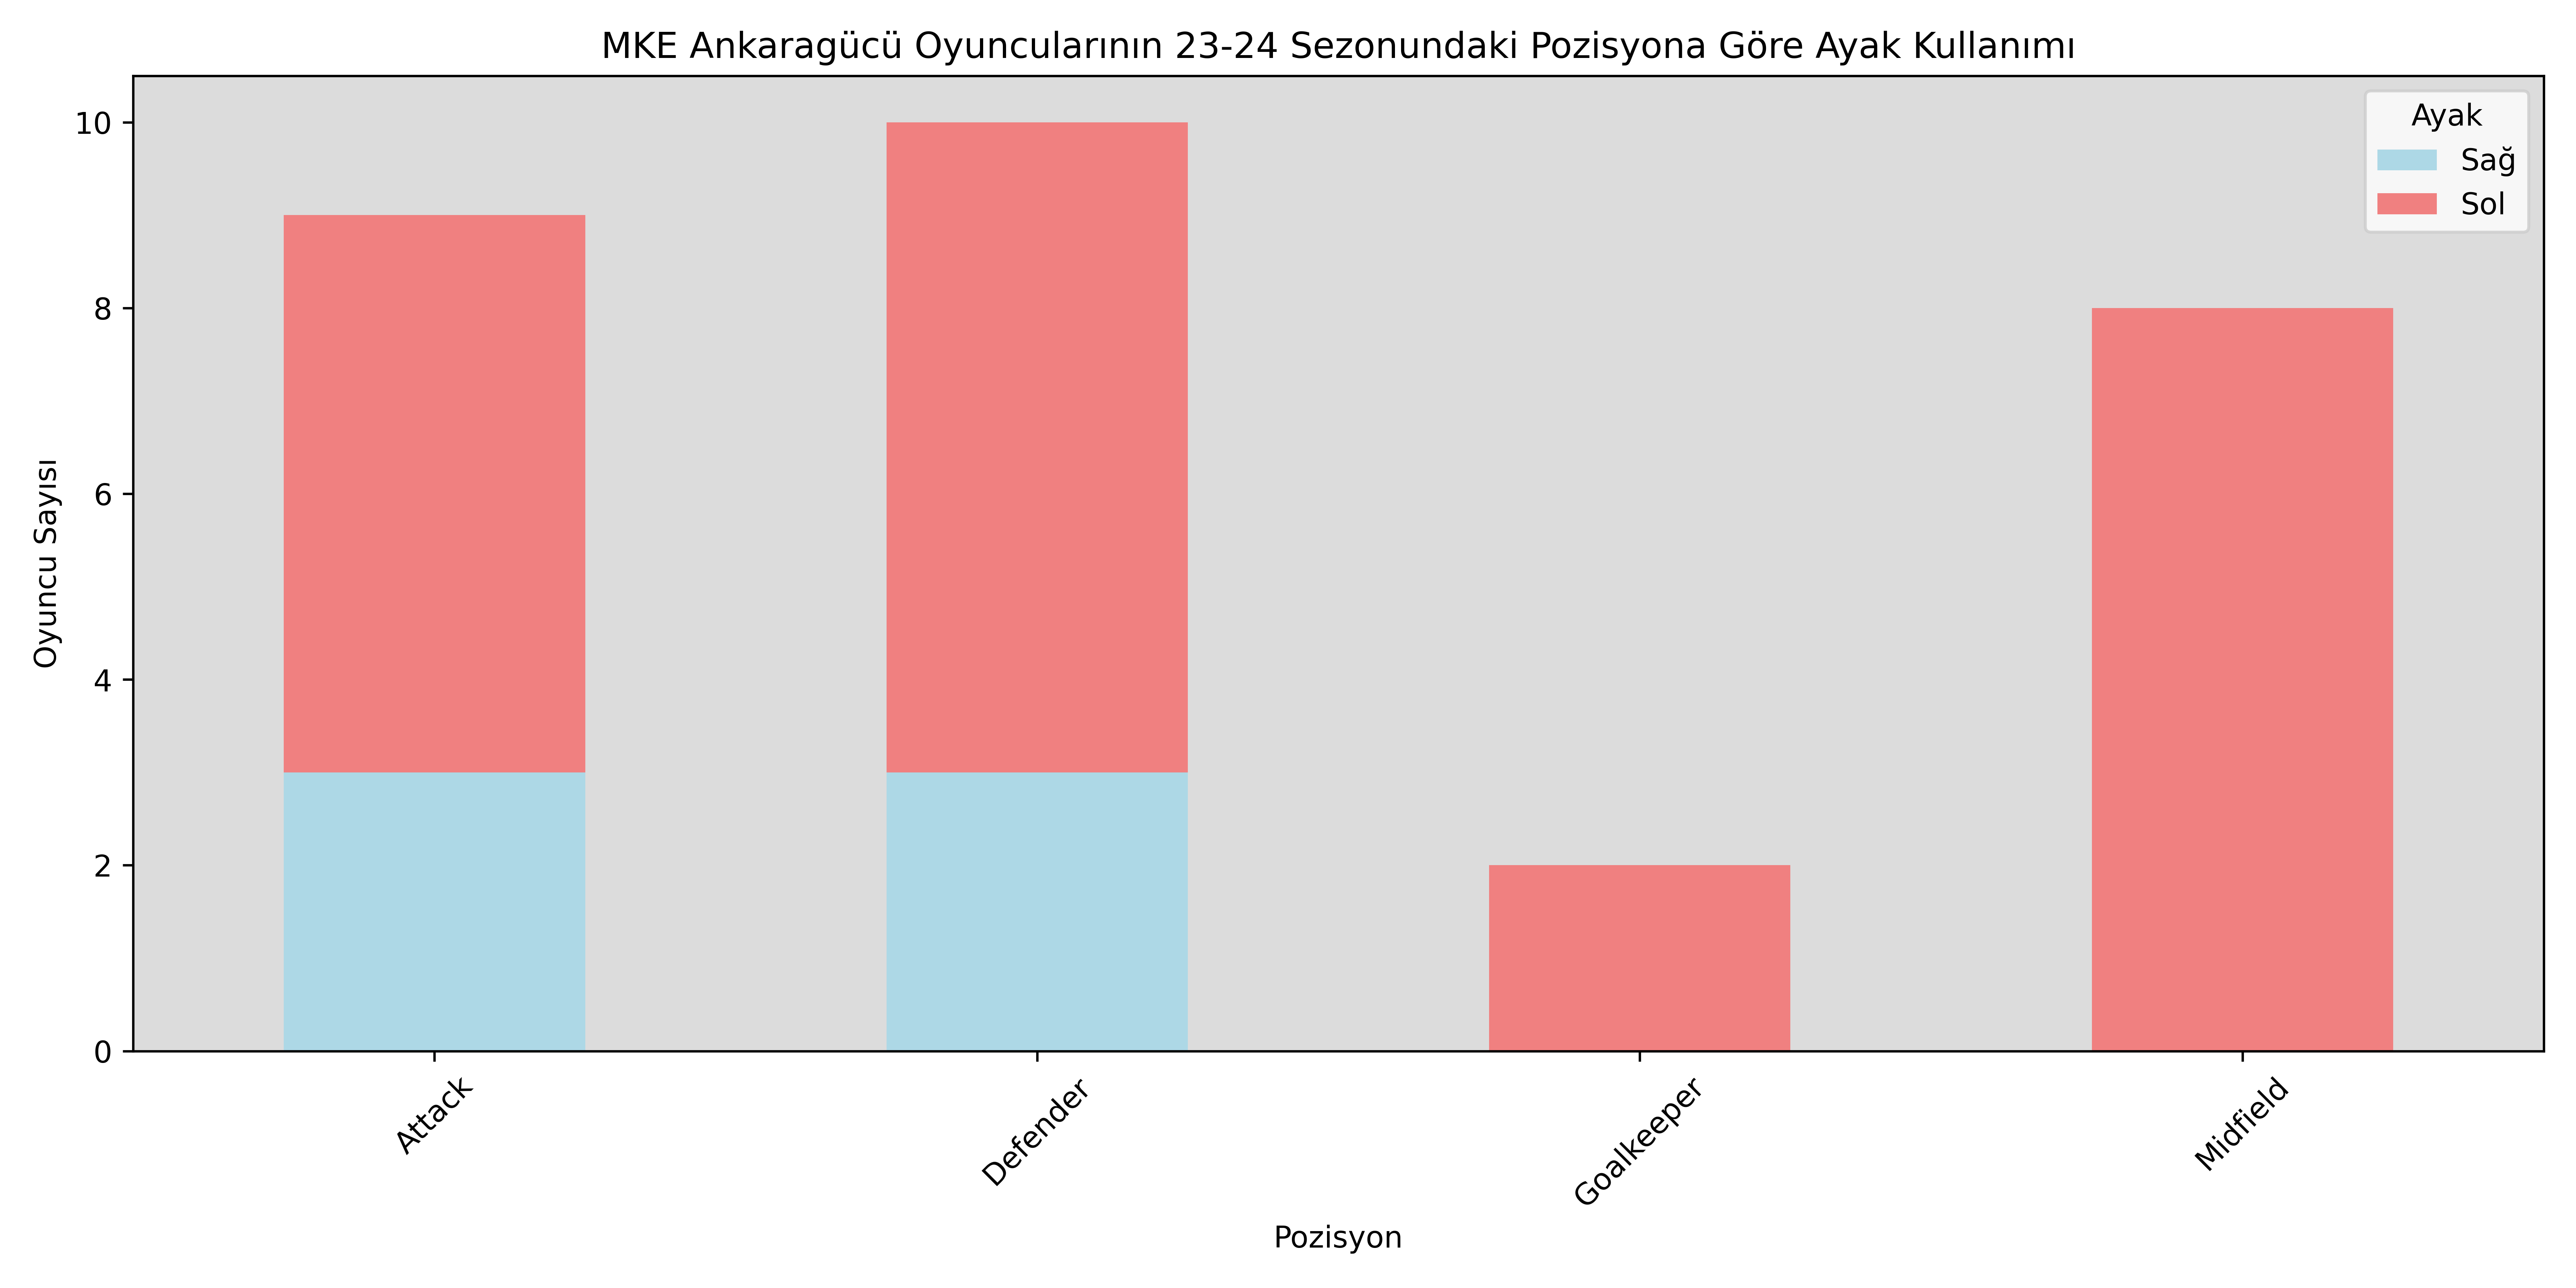 MKE Ankaragücü Oyuncularının 23-24 Sezonundaki Pozisyona Göre Ayak Kullanımı
Ayak
Sağ
Sol
Oyuncu Sayısı
10
8
6
4
2
0
Attack
Defender
Goalkeeper
Midfield
Pozisyon